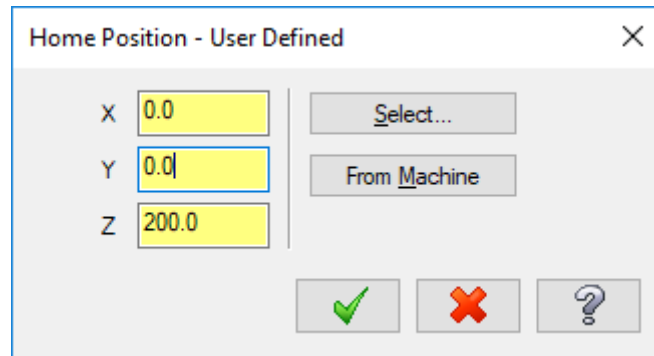 Home Position - User Defined
X 0.0 Select...
Y 0.0 From Machine
Z 200.0